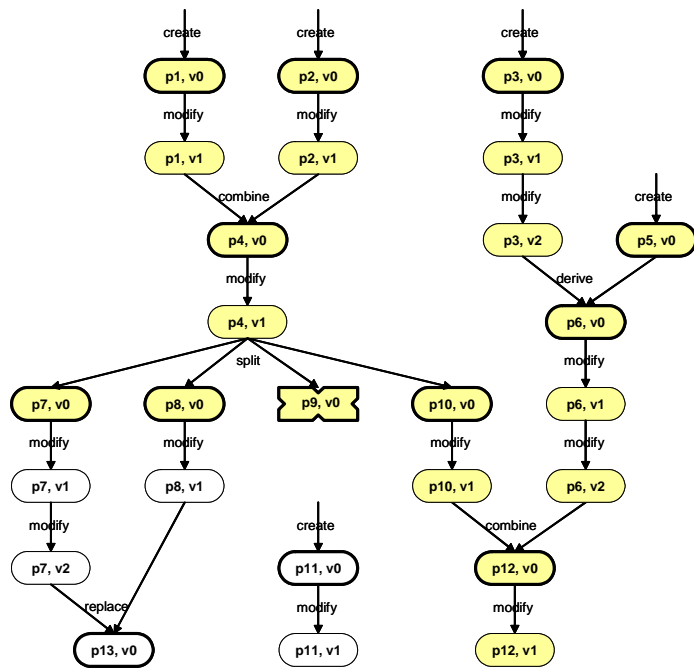 create
create
create
p1, v0
p2, v0
p3, v0
modify
modify
modify
p1, v1
p2, v1
p3, v1
combine
modify
create
p4, v0
p3, v2
p5, v0
modify
derive
p4, v1
p6, v0
split
modify
p7, v0
p8, v0
p9, v0
p10, v0
p6, v1
modify
modify
modify
modify
p7, v1
p8, v1
p10, v1
p6, v2
modify
create
combine
p7, v2
p11, v0
p12, v0
replace
modify
modify
p13, v0
p11, v1
p12, v1